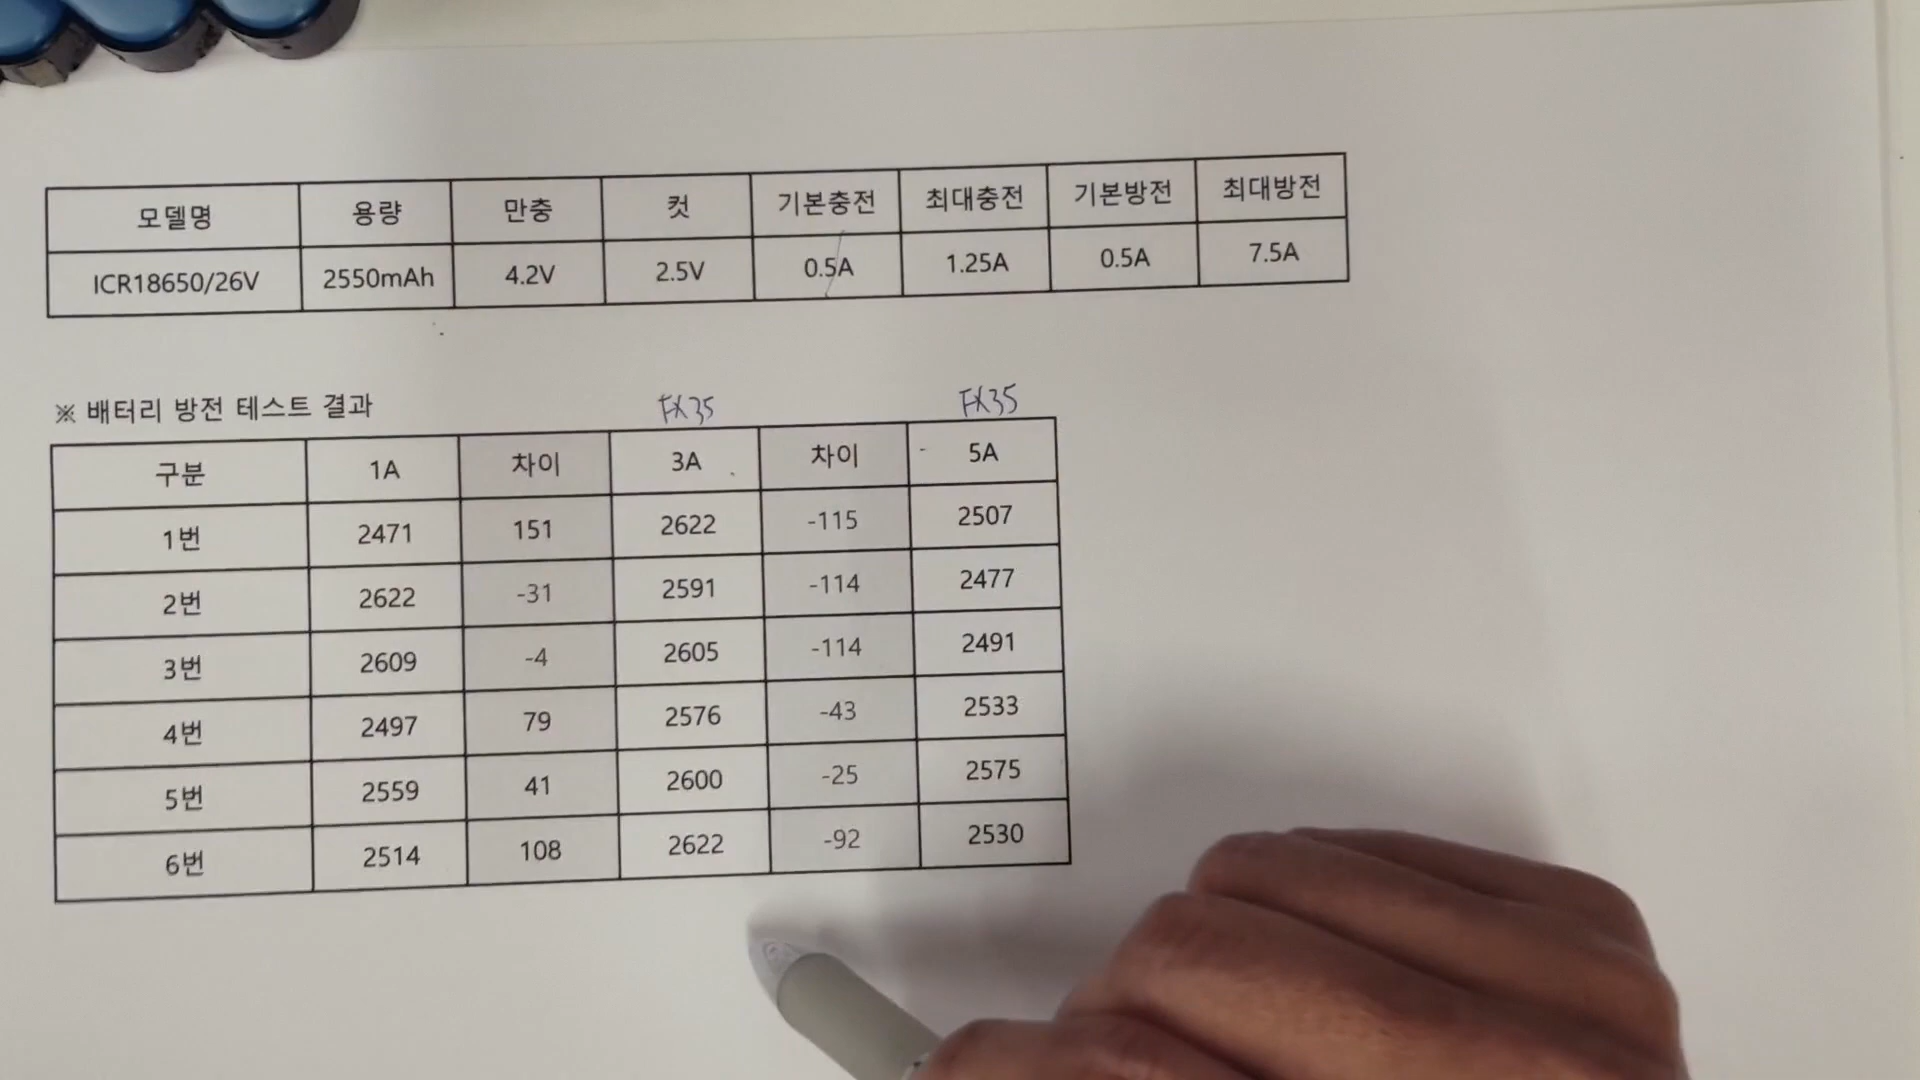 모델명 용량 만충 컷 기본충전 최대충전 기본방전 최대방전
ICR18650/26V 2550mAh 4.2V 2.5V 0.5A 1.25A 0.5A 7.5A
FX35 FX35
※ 배터리 방전 테스트 결과
구분 1A 차이 3A 차이 5A
1번 2471 151 2622 -115 2507
2번 2622 -31 2591 -114 2477
3번 2609 -4 2605 -114 2491
4번 2497 79 2576 -43 2533
5번 2559 41 2600 -25 2575
6번 2514 108 2622 -92 2530